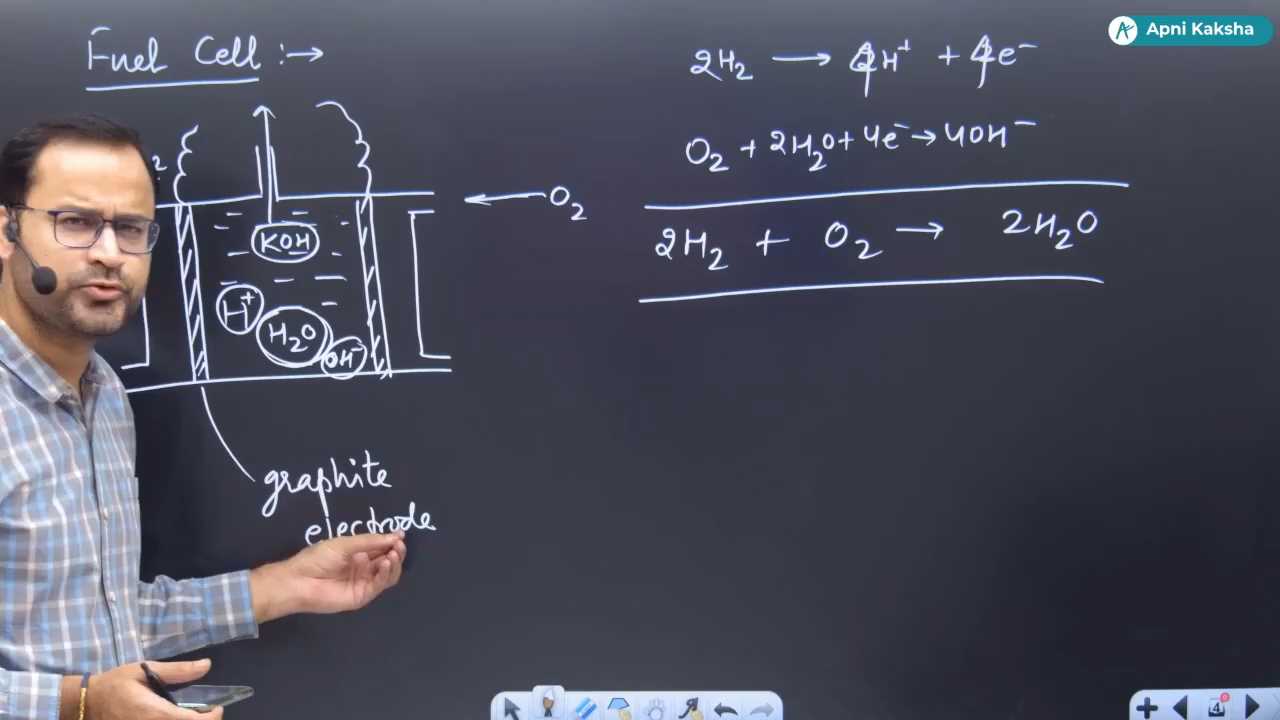 Apni Kaksha
Fuel Cell :→
2H₂ → 4H⁺ + 4e⁻
O₂ + 2H₂O + 4e⁻ → 4OH⁻
2H₂ + O₂ → 2H₂O
← O₂
KOH
H⁺
H₂O
OH⁻
graphite
electrode
4